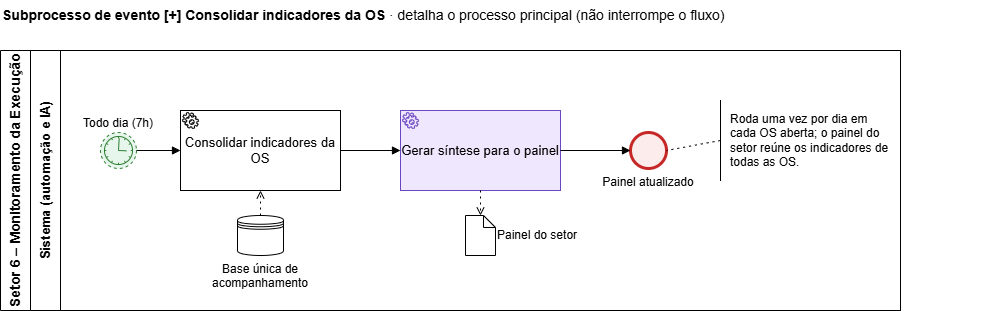 Subprocesso de evento [+] Consolidar indicadores da OS · detalha o processo principal (não interrompe o fluxo)
Setor 6 – Monitoramento da Execução
Sistema (automação e IA)
Todo dia (7h)
Consolidar indicadores da
OS
Base única de
acompanhamento
Gerar síntese para o painel
Painel do setor
Painel atualizado
Roda uma vez por dia em
cada OS aberta; o painel do
setor reúne os indicadores de
todas as OS.